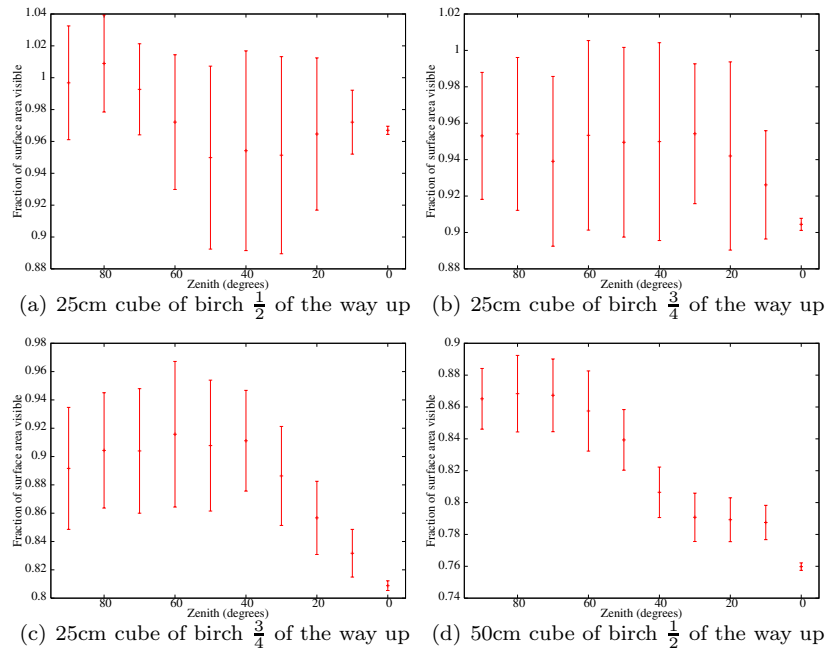 1.04
1.02
1
0.98
0.96
0.94
0.92
0.9
0.88
Fraction of surface area visible
80 60 40 20 0
Zenith (degrees)
(a) 25cm cube of birch 1/2 of the way up
1
0.98
0.96
0.94
0.92
0.9
0.88
Fraction of surface area visible
80 60 40 20 0
Zenith (degrees)
(b) 25cm cube of birch 3/4 of the way up
0.98
0.96
0.94
0.92
0.9
0.88
0.86
0.84
0.82
0.8
Fraction of surface area visible
80 60 40 20 0
Zenith (degrees)
(c) 25cm cube of birch 3/4 of the way up
0.9
0.88
0.86
0.84
0.82
0.8
0.78
0.76
0.74
Fraction of surface area visible
80 60 40 20 0
Zenith (degrees)
(d) 50cm cube of birch 1/2 of the way up